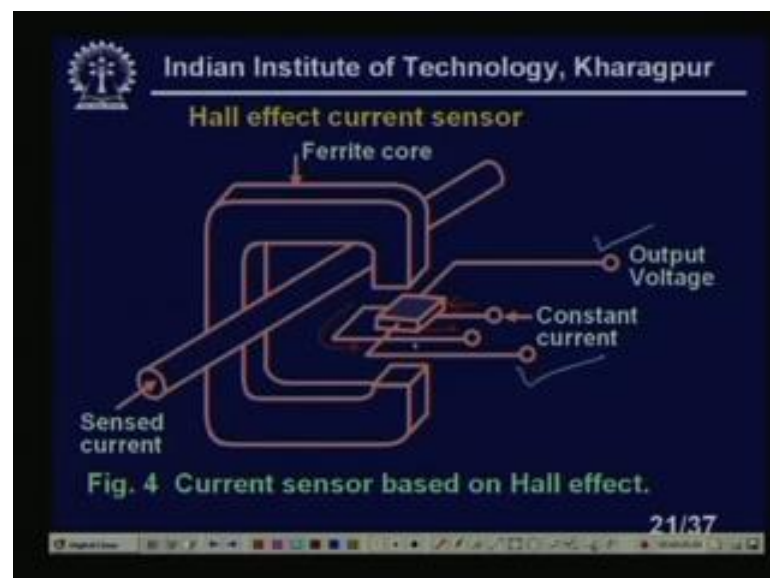 Indian Institute of Technology, Kharagpur
Hall effect current sensor
Ferrite core
Output
Voltage
Constant
current
Sensed
current
Fig. 4 Current sensor based on Hall effect.
21/37